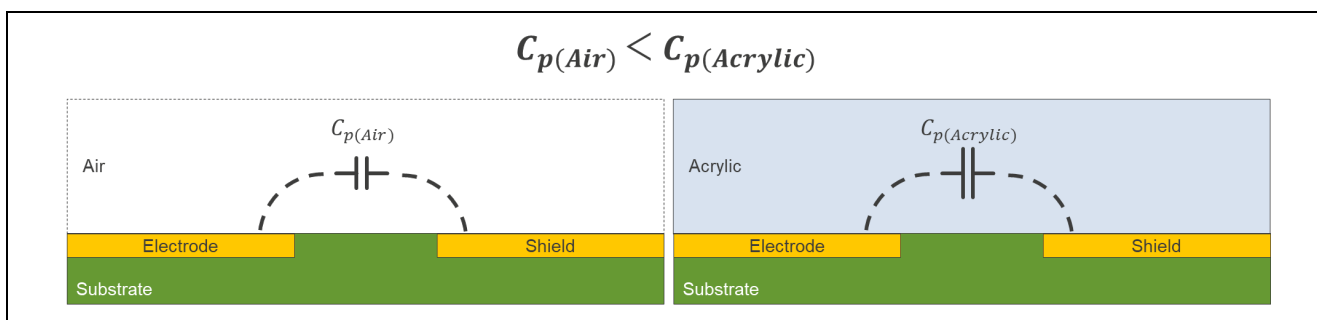 C_p(Air) < C_p(Acrylic)
C_p(Air)
Air
Electrode
Shield
Substrate
C_p(Acrylic)
Acrylic
Electrode
Shield
Substrate